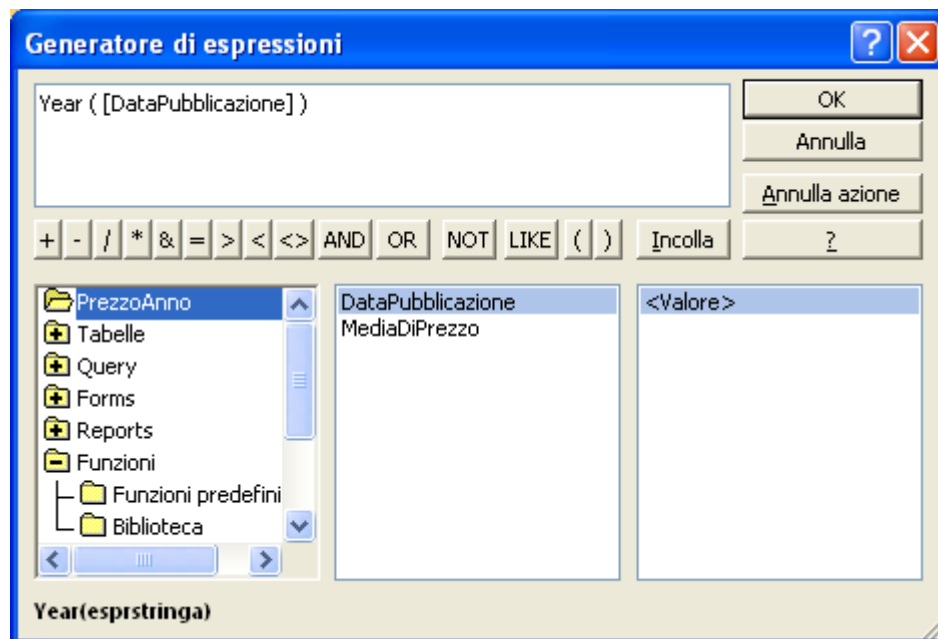 Generatore di espressioni
?
Year ( [DataPubblicazione] )
OK
Annulla
Annulla azione
+ - / * & = > < <> AND OR NOT LIKE ( ) Incolla ?
PrezzoAnno
Tabelle
Query
Forms
Reports
Funzioni
Funzioni predefini
Biblioteca
DataPubblicazione
MediaDiPrezzo
<Valore>
Year(esprstringa)